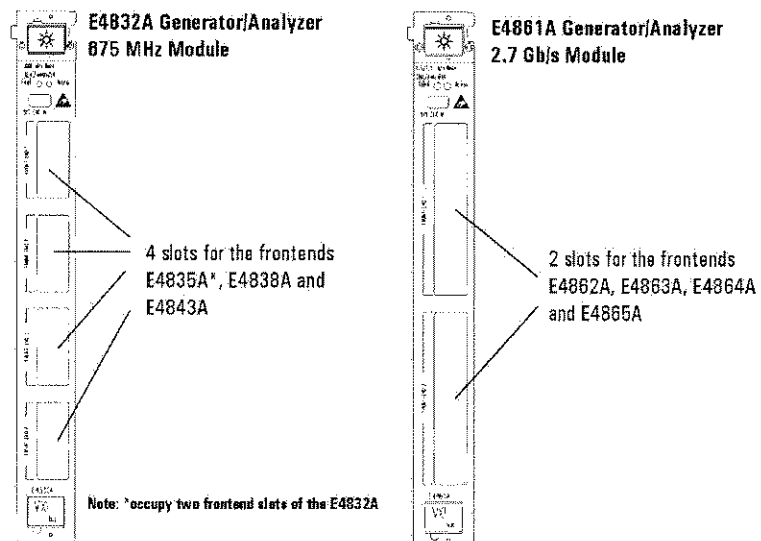 E4832A Generator/Analyzer
675 MHz Module
4 slots for the frontends
E4835A*, E4838A and
E4843A
Note: *occupy two frontend slots of the E4832A
E4861A Generator/Analyzer
2.7 Gb/s Module
2 slots for the frontends
E4862A, E4863A, E4864A
and E4865A